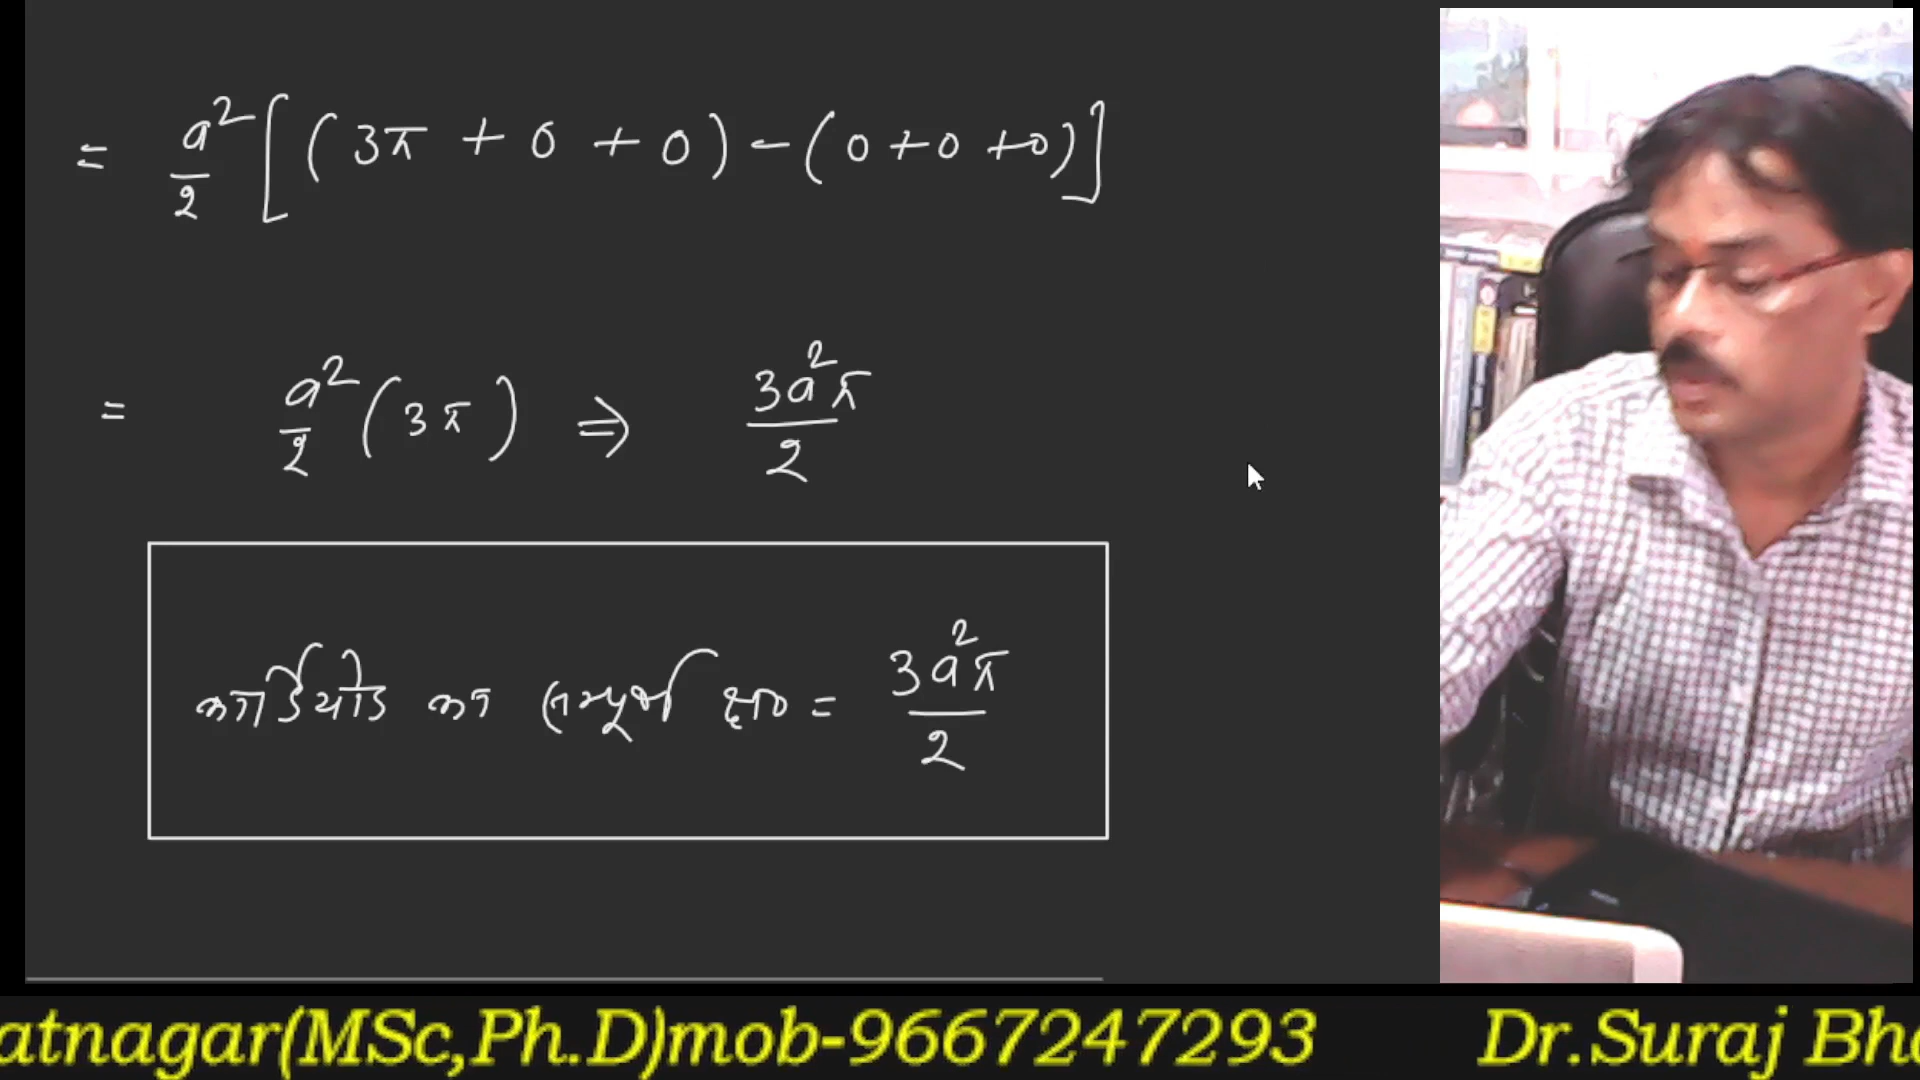 = a²/2 [(3π + 0 + 0) - (0 + 0 + 0)]
= a²/2 (3π) ⇒ 3a²π/2
कार्डियोड का सम्पूर्ण क्षे० = 3a²π/2
atnagar(MSc,Ph.D)mob-9667247293 Dr.Suraj Bha